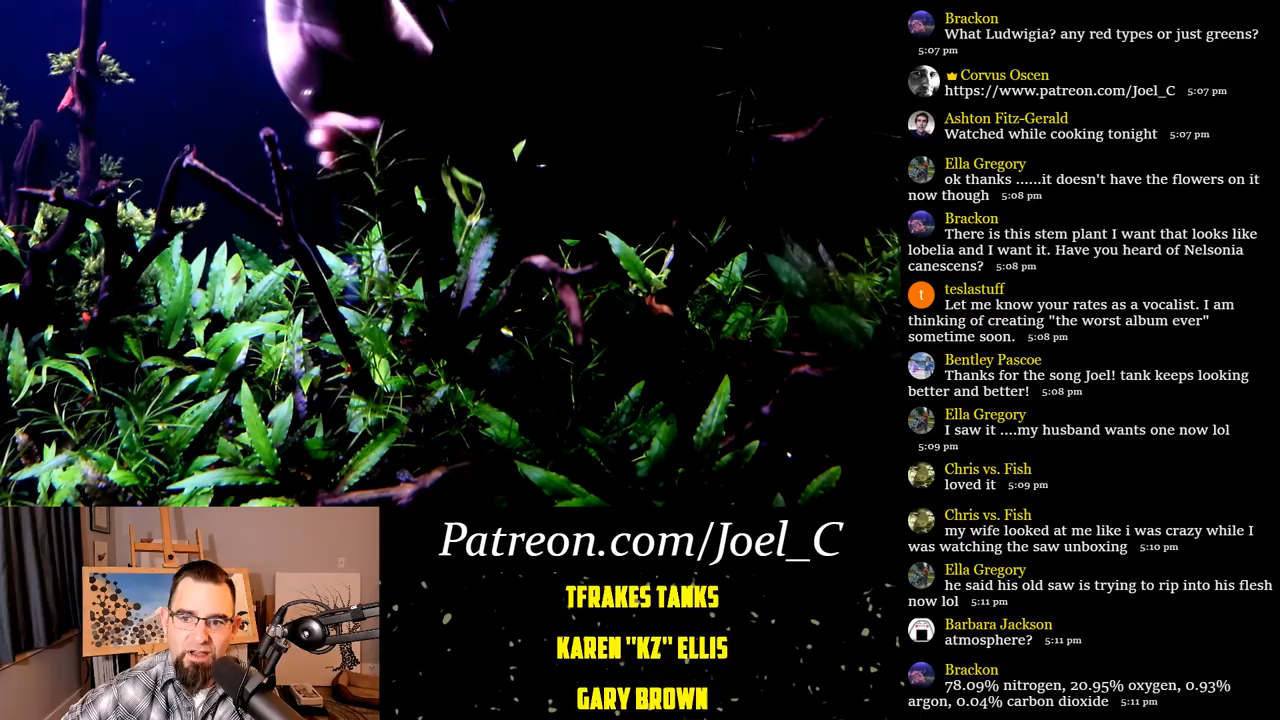 Brackon
What Ludwigia? any red types or just greens?
5:07 pm
Corvus Oscen
https://www.patreon.com/Joel_C 5:07 pm
Ashton Fitz-Gerald
Watched while cooking tonight 5:07 pm
Ella Gregory
ok thanks ......it doesn't have the flowers on it
now though 5:08 pm
Brackon
There is this stem plant I want that looks like
lobelia and I want it. Have you heard of Nelsonia
canescens? 5:08 pm
t
teslastuff
Let me know your rates as a vocalist. I am
thinking of creating "the worst album ever"
sometime soon. 5:08 pm
Bentley Pascoe
Thanks for the song Joel! tank keeps looking
better and better! 5:08 pm
Ella Gregory
I saw it ....my husband wants one now lol
5:09 pm
Chris vs. Fish
loved it 5:09 pm
Chris vs. Fish
my wife looked at me like i was crazy while I
was watching the saw unboxing 5:10 pm
Ella Gregory
he said his old saw is trying to rip into his flesh
now lol 5:11 pm
Barbara Jackson
atmosphere? 5:11 pm
Brackon
78.09% nitrogen, 20.95% oxygen, 0.93%
argon, 0.04% carbon dioxide 5:11 pm
Patreon.com/Joel_C
TFRAKES TANKS
KAREN "KZ" ELLIS
GARY BROWN